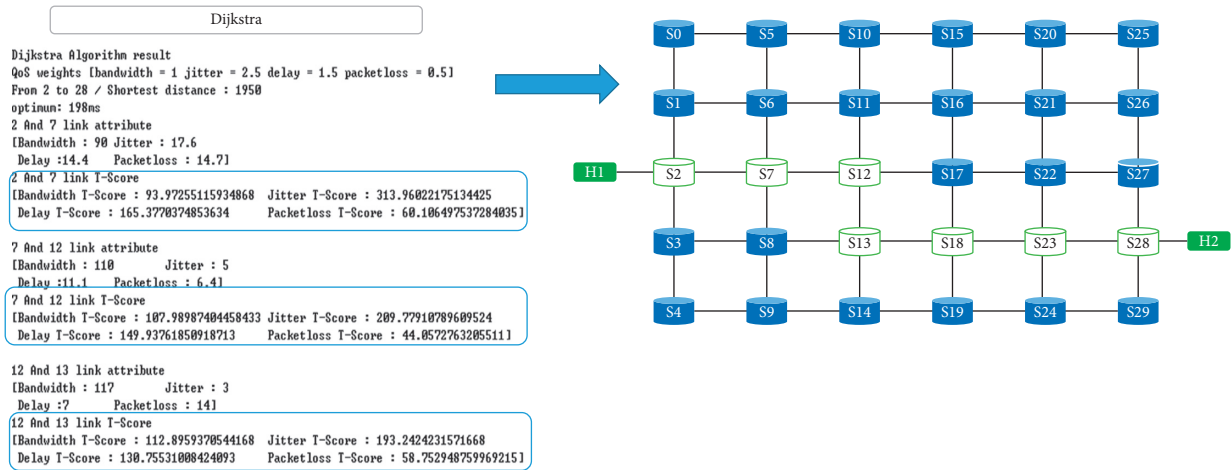 Dijkstra
Dijkstra Algorithm result
QoS weights [bandwidth = 1 jitter = 2.5 delay = 1.5 packetloss = 0.5]
From 2 to 28 / Shortest distance : 1950
optimum: 198ms
2 And 7 link attribute
[Bandwidth : 90 Jitter : 17.6
Delay :14.4 Packetloss : 14.7]
2 And 7 link T-Score
[Bandwidth T-Score : 93.97255115934868 Jitter T-Score : 313.96022175134425
Delay T-Score : 165.3770374853634 Packetloss T-Score : 60.106497537284035]
7 And 12 link attribute
[Bandwidth : 110 Jitter : 5
Delay :11.1 Packetloss : 6.4]
7 And 12 link T-Score
[Bandwidth T-Score : 107.98987404458433 Jitter T-Score : 209.77910789609524
Delay T-Score : 149.93761850918713 Packetloss T-Score : 44.05727632055111]
12 And 13 link attribute
[Bandwidth : 117 Jitter : 3
Delay :7 Packetloss : 14]
12 And 13 link T-Score
[Bandwidth T-Score : 112.8959370544168 Jitter T-Score : 193.2424231571668
Delay T-Score : 130.75531008424093 Packetloss T-Score : 58.752948759969215]
S0 S5 S10 S15 S20 S25
S1 S6 S11 S16 S21 S26
H1 S2 S7 S12 S17 S22 S27
S3 S8 S13 S18 S23 S28 H2
S4 S9 S14 S19 S24 S29